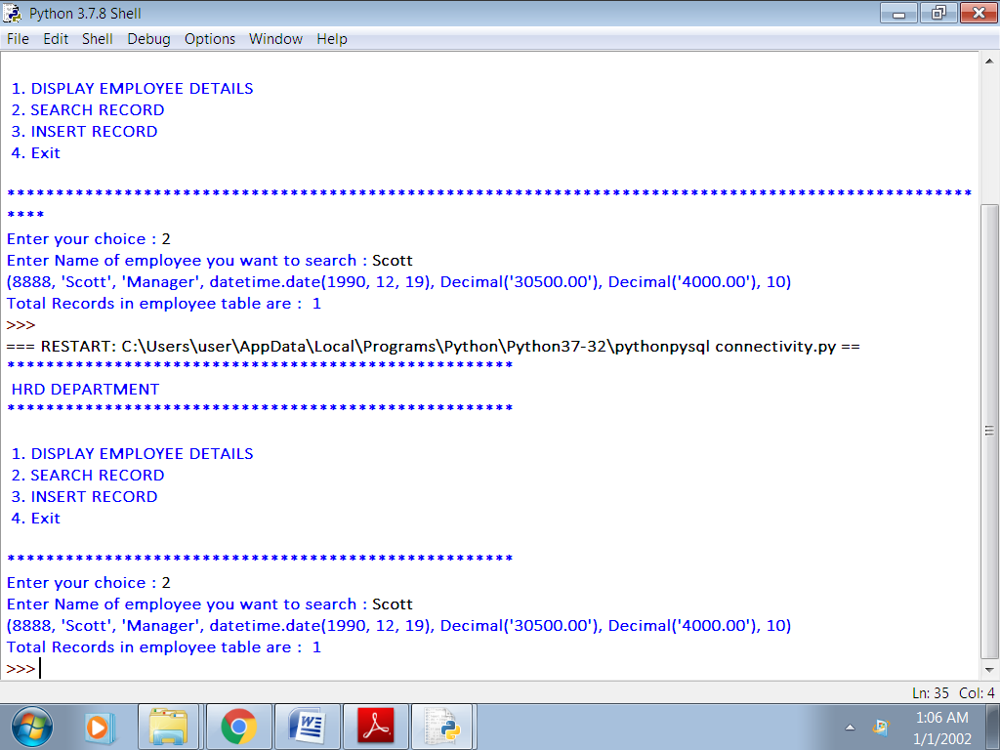 Python 3.7.8 Shell
File Edit Shell Debug Options Window Help
1. DISPLAY EMPLOYEE DETAILS
2. SEARCH RECORD
3. INSERT RECORD
4. Exit
***************************************************************************************************
****
Enter your choice : 2
Enter Name of employee you want to search : Scott
(8888, 'Scott', 'Manager', datetime.date(1990, 12, 19), Decimal('30500.00'), Decimal('4000.00'), 10)
Total Records in employee table are :  1
>>>
=== RESTART: C:\Users\user\AppData\Local\Programs\Python\Python37-32\pythonpysql connectivity.py ==
****************************************************
HRD DEPARTMENT
****************************************************
1. DISPLAY EMPLOYEE DETAILS
2. SEARCH RECORD
3. INSERT RECORD
4. Exit
****************************************************
Enter your choice : 2
Enter Name of employee you want to search : Scott
(8888, 'Scott', 'Manager', datetime.date(1990, 12, 19), Decimal('30500.00'), Decimal('4000.00'), 10)
Total Records in employee table are :  1
>>>
Ln: 35 Col: 4
1:06 AM
1/1/2002